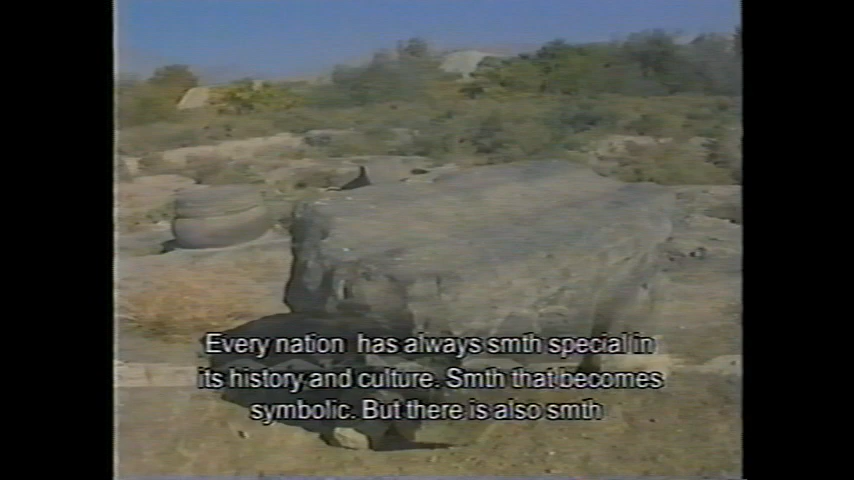 Every nation has always smth special in
its history and culture. Smth that becomes
symbolic. But there is also smth